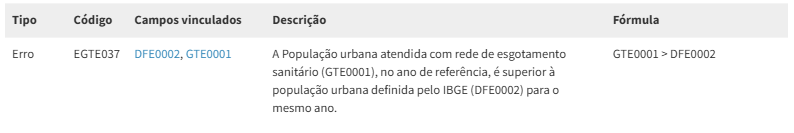 Tipo Código Campos vinculados Descrição Fórmula
Erro EGTE037 DFE0002, GTE0001 A População urbana atendida com rede de esgotamento GTE0001 > DFE0002
sanitário (GTE0001), no ano de referência, é superior à
população urbana definida pelo IBGE (DFE0002) para o
mesmo ano.